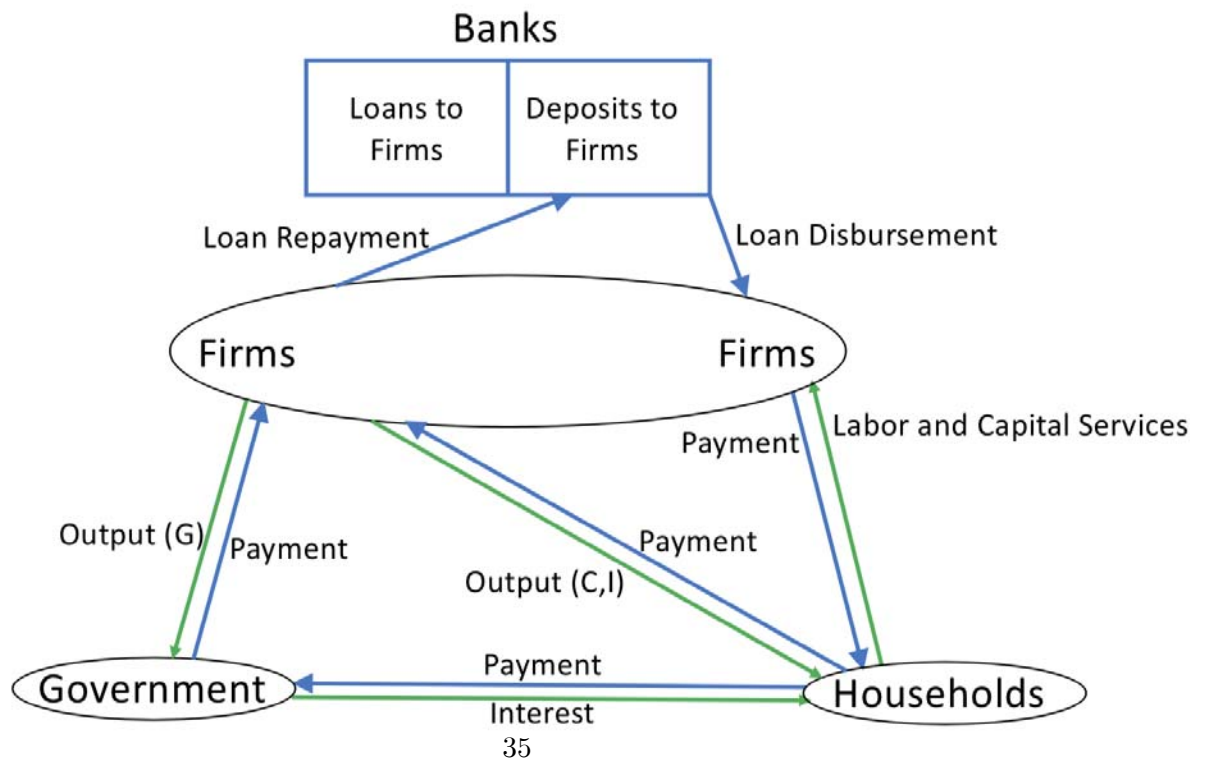 Banks
Loans to
Firms
Deposits to
Firms
Loan Repayment
Loan Disbursement
Firms
Firms
Labor and Capital Services
Payment
Output (G)
Payment
Payment
Output (C,I)
Payment
Government
Households
Interest
35